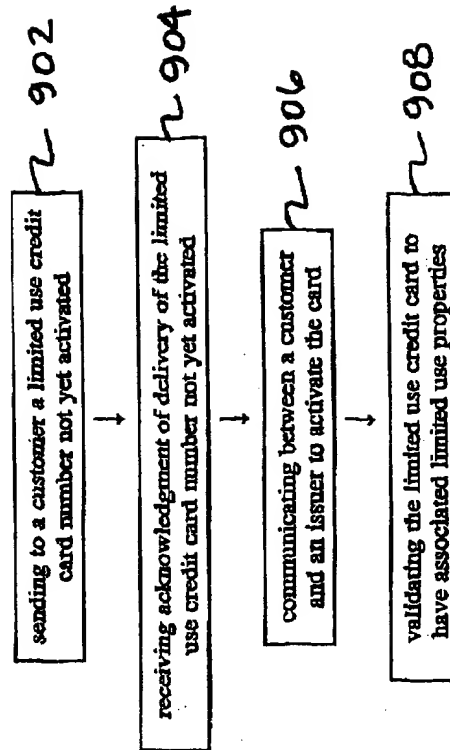 sending to a customer a limited use credit
card number not yet activated
902
receiving acknowledgment of delivery of the limited
use credit card number not yet activated
904
communicating between a customer
and an issuer to activate the card
906
validating the limited use credit card to
have associated limited use properties
908